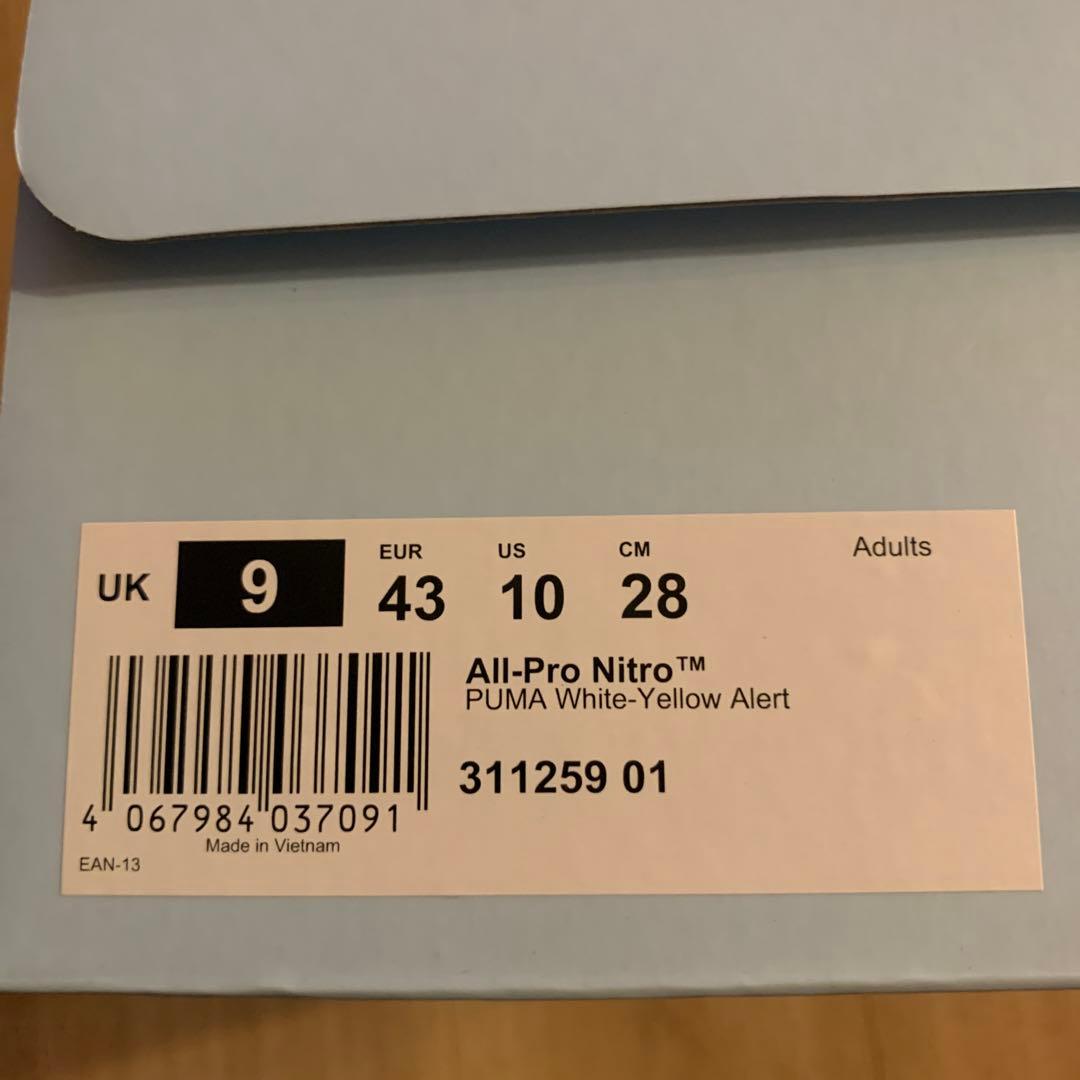 UK 9 EUR 43 US 10 CM 28 Adults
All-Pro Nitro™
PUMA White-Yellow Alert
311259 01
4 067984 037091
Made in Vietnam
EAN-13